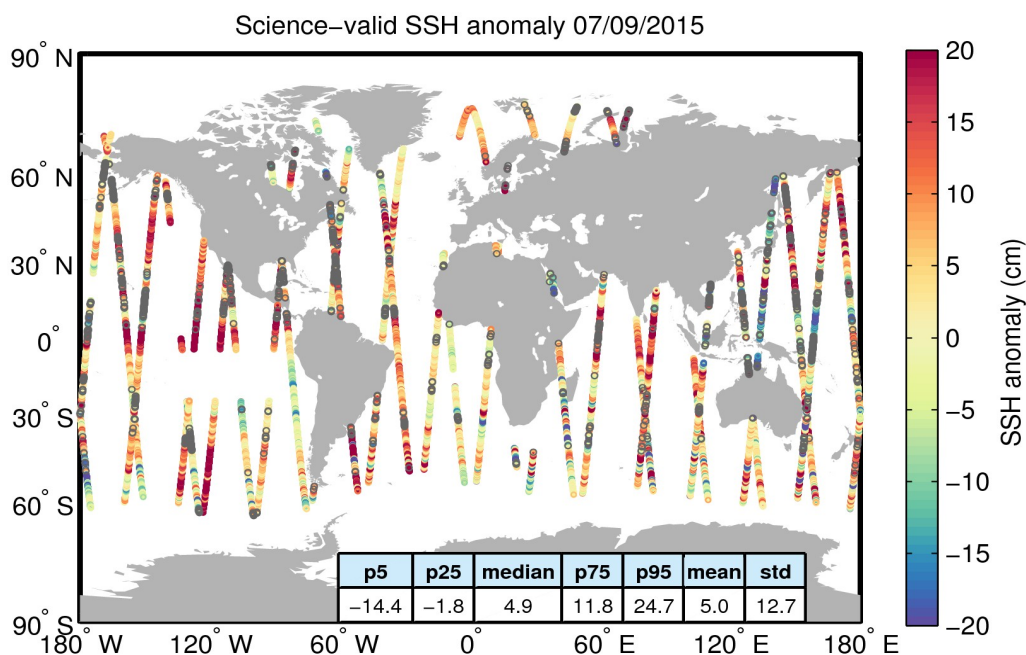 Science−valid SSH anomaly 07/09/2015
90° N
60° N
30° N
0°
30° S
60° S
90° S
180° W
120° W
60° W
0°
60° E
120° E
180° E
p5 p25 median p75 p95 mean std
−14.4 −1.8 4.9 11.8 24.7 5.0 12.7
20
15
10
5
0
−5
−10
−15
−20
SSH anomaly (cm)